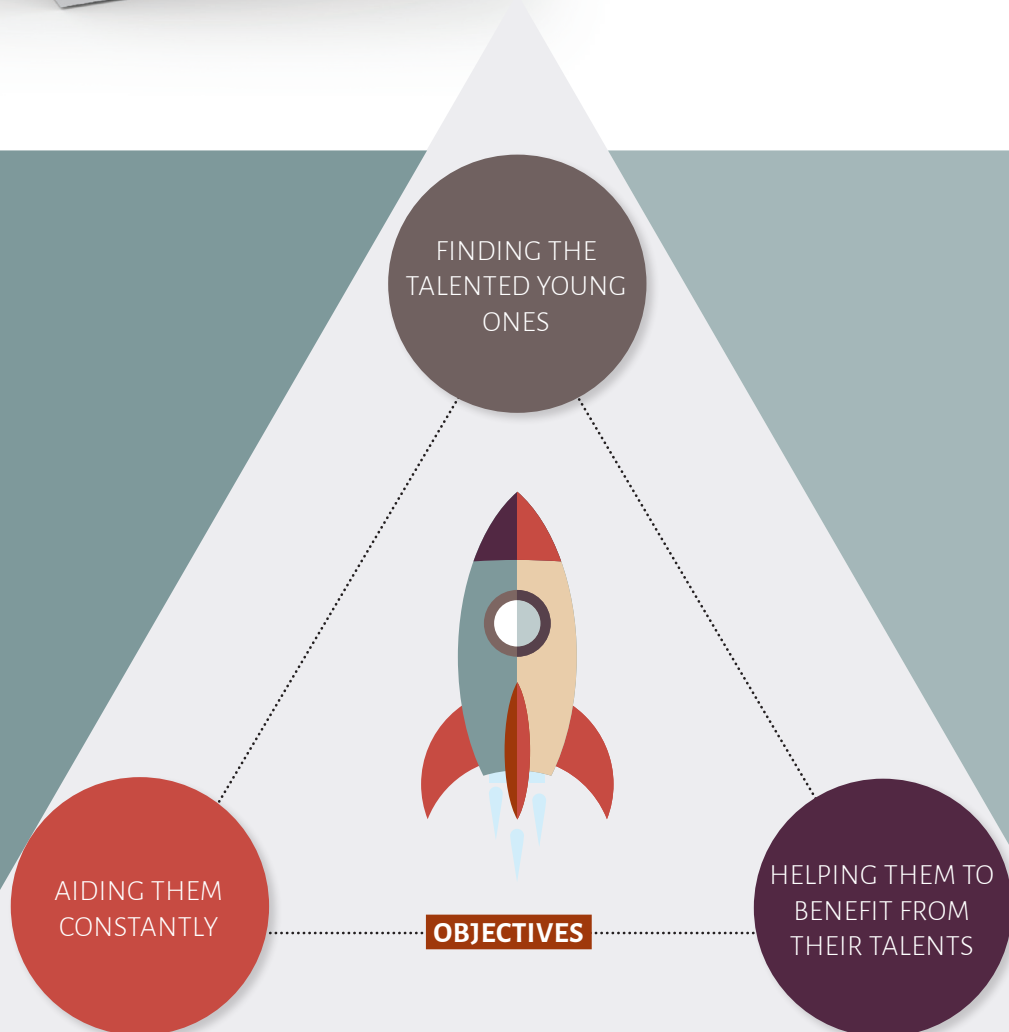 FINDING THE
TALENTED YOUNG
ONES
AIDING THEM
CONSTANTLY
OBJECTIVES
HELPING THEM TO
BENEFIT FROM
THEIR TALENTS